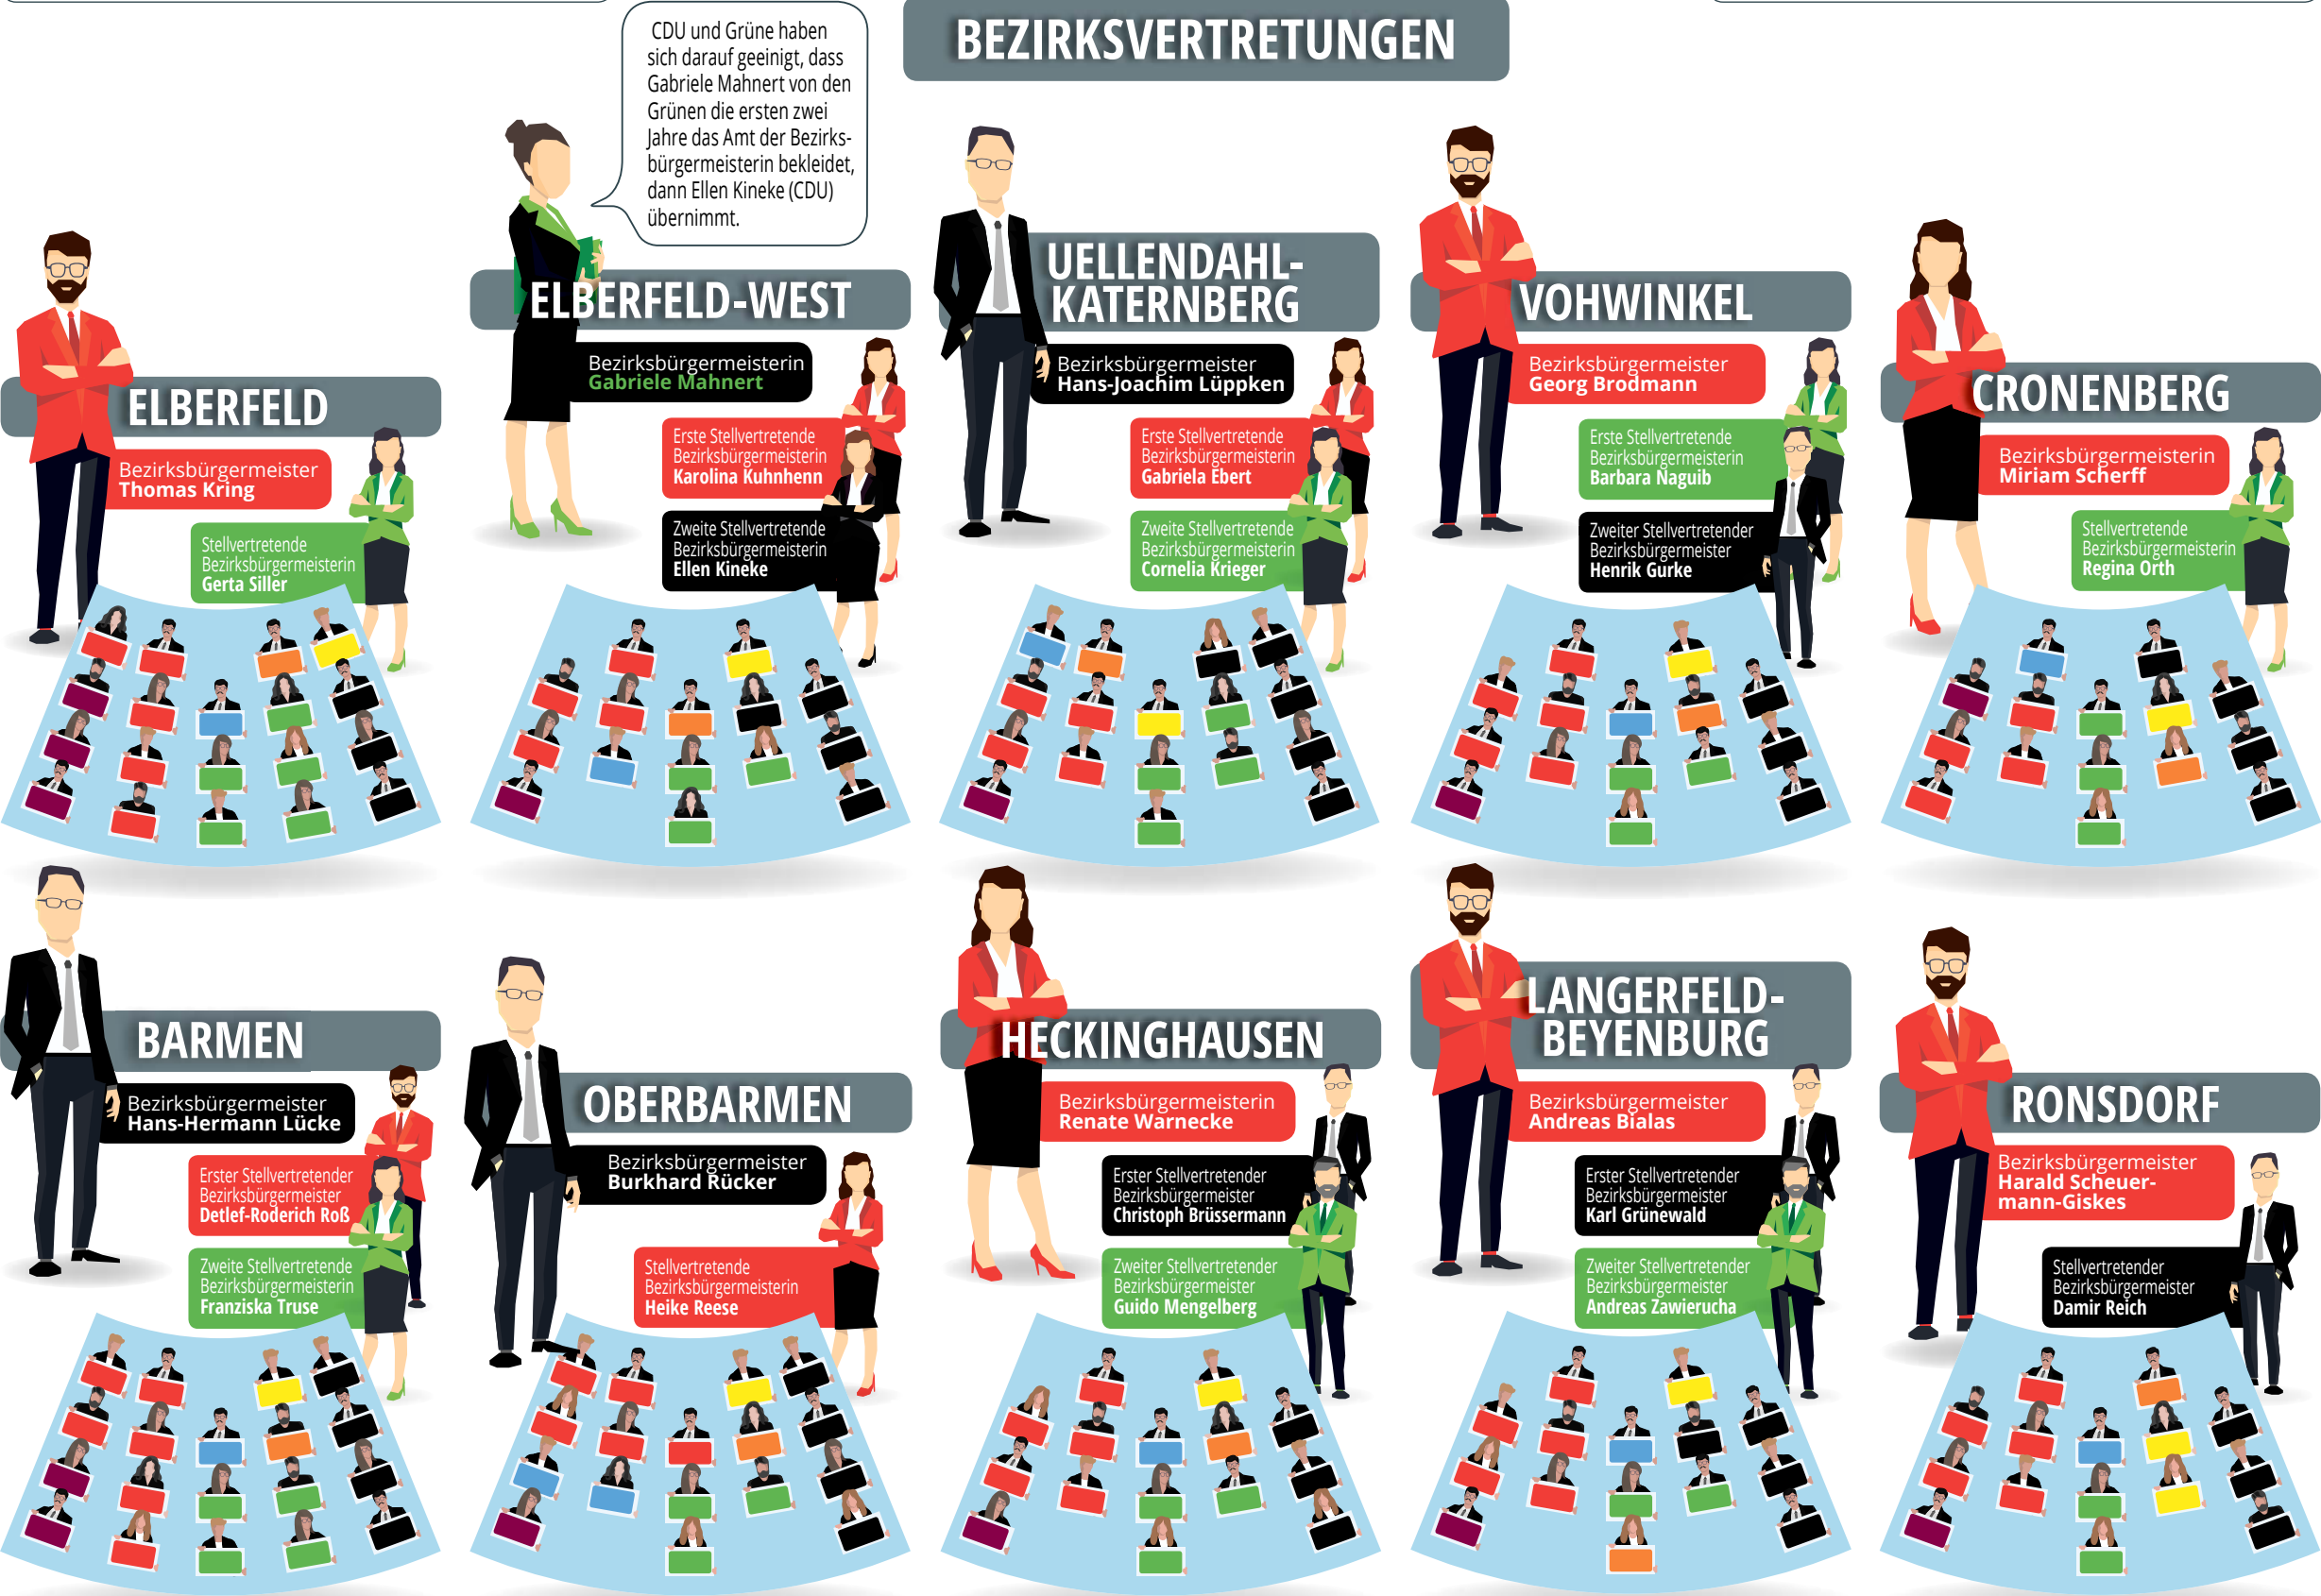 BEZIRKSVERTRETUNGEN
CDU und Grüne haben
sich darauf geeinigt, dass
Gabriele Mahnert von den
Grünen die ersten zwei
Jahre das Amt der Bezirks-
bürgermeisterin bekleidet,
dann Ellen Kineke (CDU)
übernimmt.
ELBERFELD
Bezirksbürgermeister
Thomas Kring
Stellvertretende
Bezirksbürgermeisterin
Gerta Siller
ELBERFELD-WEST
Bezirksbürgermeisterin
Gabriele Mahnert
Erste Stellvertretende
Bezirksbürgermeisterin
Karolina Kuhnhenn
Zweite Stellvertretende
Bezirksbürgermeisterin
Ellen Kineke
UELLENDAHL-
KATERNBERG
Bezirksbürgermeister
Hans-Joachim Lüppken
Erste Stellvertretende
Bezirksbürgermeisterin
Gabriela Ebert
Zweite Stellvertretende
Bezirksbürgermeisterin
Cornelia Krieger
VOHWINKEL
Bezirksbürgermeister
Georg Brodmann
Erste Stellvertretende
Bezirksbürgermeisterin
Barbara Naguib
Zweiter Stellvertretender
Bezirksbürgermeister
Henrik Gurke
CRONENBERG
Bezirksbürgermeisterin
Miriam Scherff
Stellvertretende
Bezirksbürgermeisterin
Regina Orth
BARMEN
Bezirksbürgermeister
Hans-Hermann Lücke
Erster Stellvertretender
Bezirksbürgermeister
Detlef-Roderich Roß
Zweite Stellvertretende
Bezirksbürgermeisterin
Franziska Truse
OBERBARMEN
Bezirksbürgermeister
Burkhard Rücker
Stellvertretende
Bezirksbürgermeisterin
Heike Reese
HECKINGHAUSEN
Bezirksbürgermeisterin
Renate Warnecke
Erster Stellvertretender
Bezirksbürgermeister
Christoph Brüssermann
Zweiter Stellvertretender
Bezirksbürgermeister
Guido Mengelberg
LANGERFELD-
BEYENBURG
Bezirksbürgermeister
Andreas Bialas
Erster Stellvertretender
Bezirksbürgermeister
Karl Grünewald
Zweiter Stellvertretender
Bezirksbürgermeister
Andreas Zawierucha
RONSDORF
Bezirksbürgermeister
Harald Scheuer-
mann-Giskes
Stellvertretender
Bezirksbürgermeister
Damir Reich